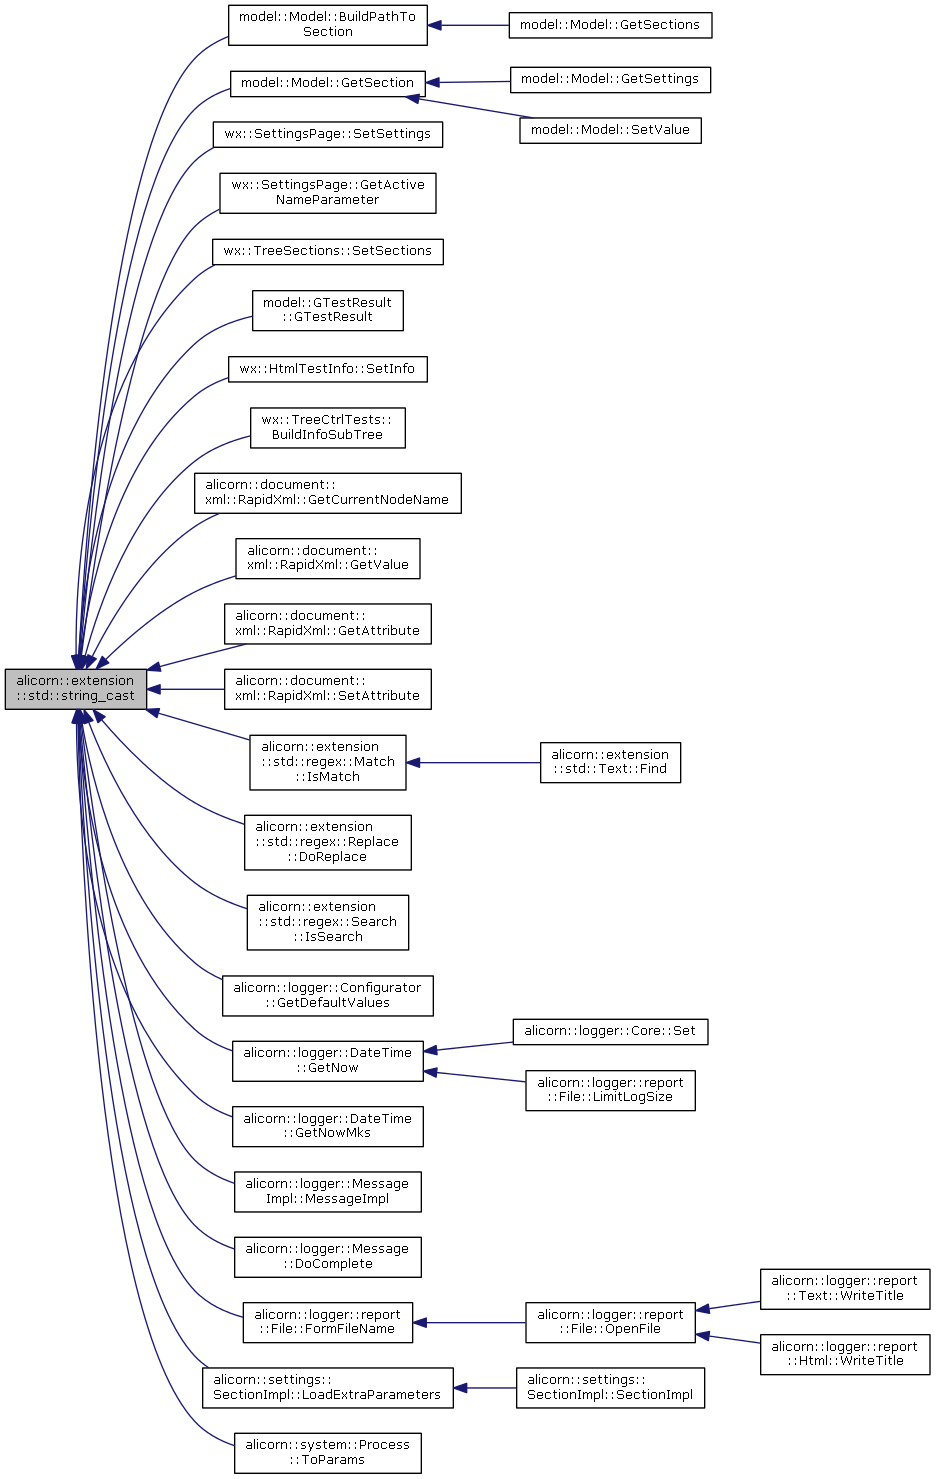 model::Model::BuildPathTo
Section
model::Model::GetSections
model::Model::GetSection
model::Model::GetSettings
model::Model::SetValue
wx::SettingsPage::SetSettings
wx::SettingsPage::GetActive
NameParameter
wx::TreeSections::SetSections
model::GTestResult
::GTestResult
wx::HtmlTestInfo::SetInfo
wx::TreeCtrlTests::
BuildInfoSubTree
alicorn::document::
xml::RapidXml::GetCurrentNodeName
alicorn::document::
xml::RapidXml::GetValue
alicorn::document::
xml::RapidXml::GetAttribute
alicorn::extension
::std::string_cast
alicorn::document::
xml::RapidXml::SetAttribute
alicorn::extension
::std::regex::Match
::IsMatch
alicorn::extension
::std::Text::Find
alicorn::extension
::std::regex::Replace
::DoReplace
alicorn::extension
::std::regex::Search
::IsSearch
alicorn::logger::Configurator
::GetDefaultValues
alicorn::logger::DateTime
::GetNow
alicorn::logger::Core::Set
alicorn::logger::report
::File::LimitLogSize
alicorn::logger::DateTime
::GetNowMks
alicorn::logger::Message
Impl::MessageImpl
alicorn::logger::Message
::DoComplete
alicorn::logger::report
::File::FormFileName
alicorn::logger::report
::File::OpenFile
alicorn::logger::report
::Text::WriteTitle
alicorn::logger::report
::Html::WriteTitle
alicorn::settings::
SectionImpl::LoadExtraParameters
alicorn::settings::
SectionImpl::SectionImpl
alicorn::system::Process
::ToParams